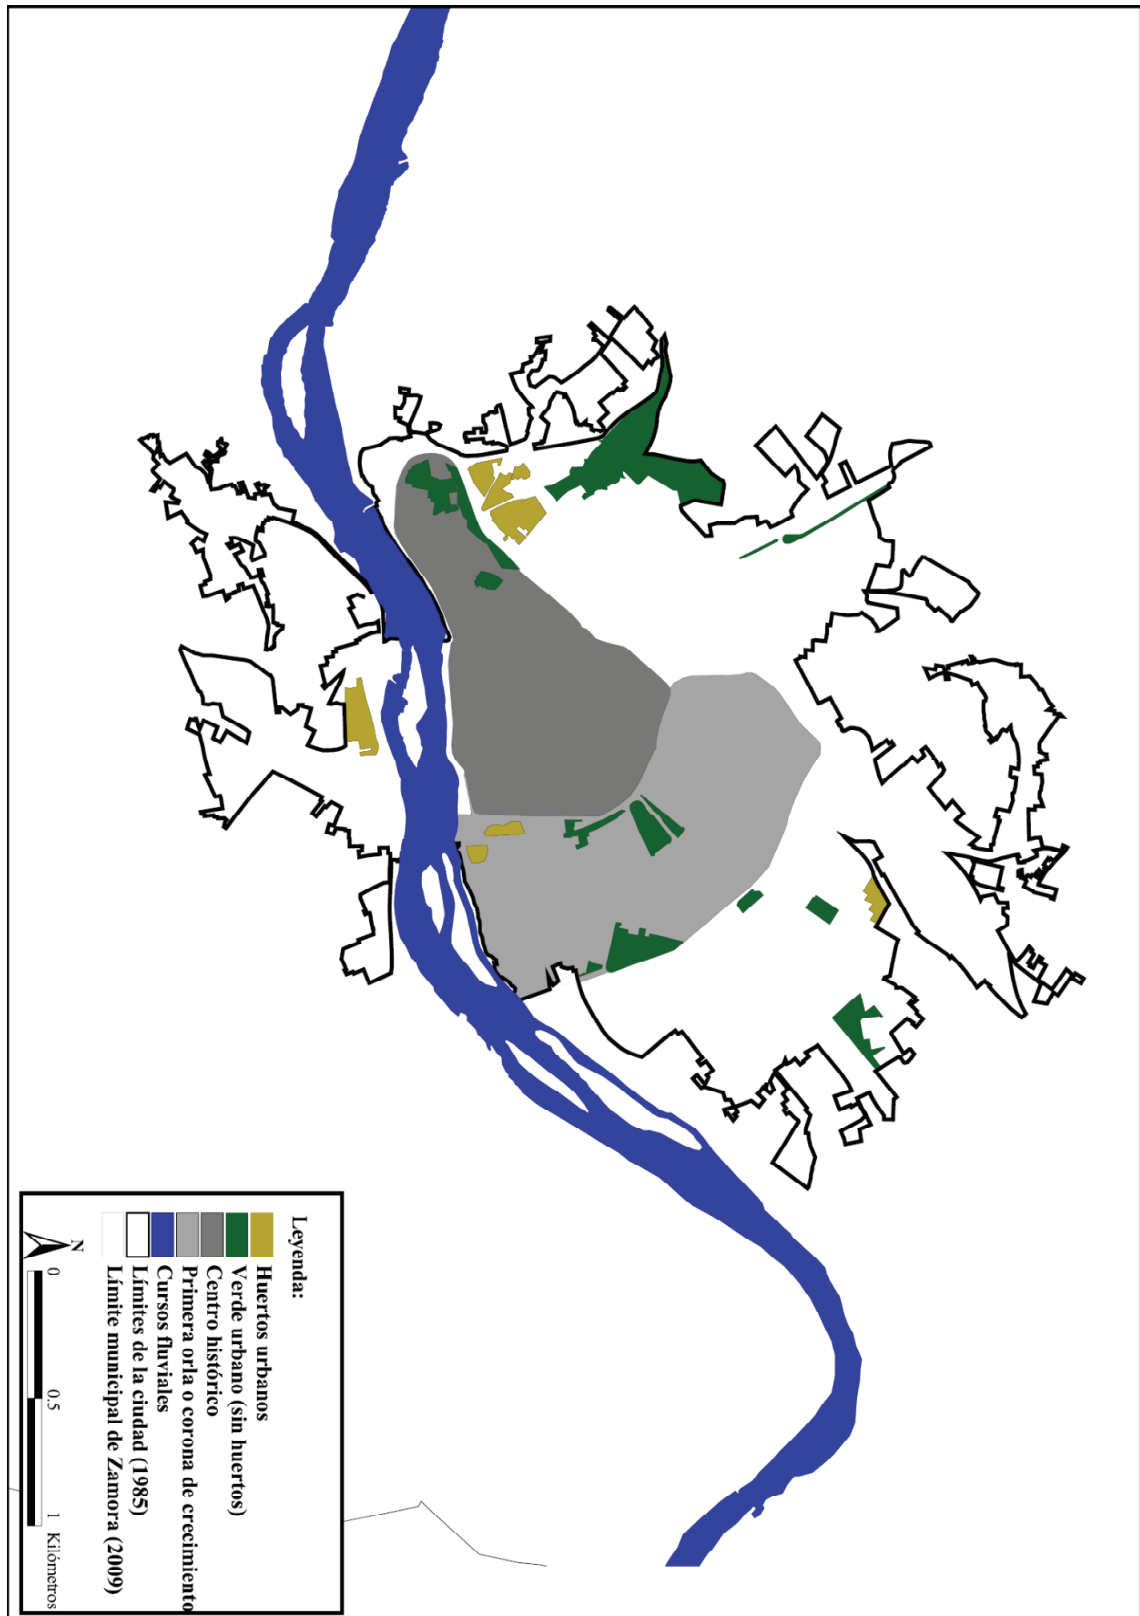 Leyenda:
Huertos urbanos
Verde urbano (sin huertos)
Centro histórico
Primera orla o corona de crecimiento
Cursos fluviales
Límites de la ciudad (1985)
Límite municipal de Zamora (2009)
N
0 0.5 1 Kilómetros